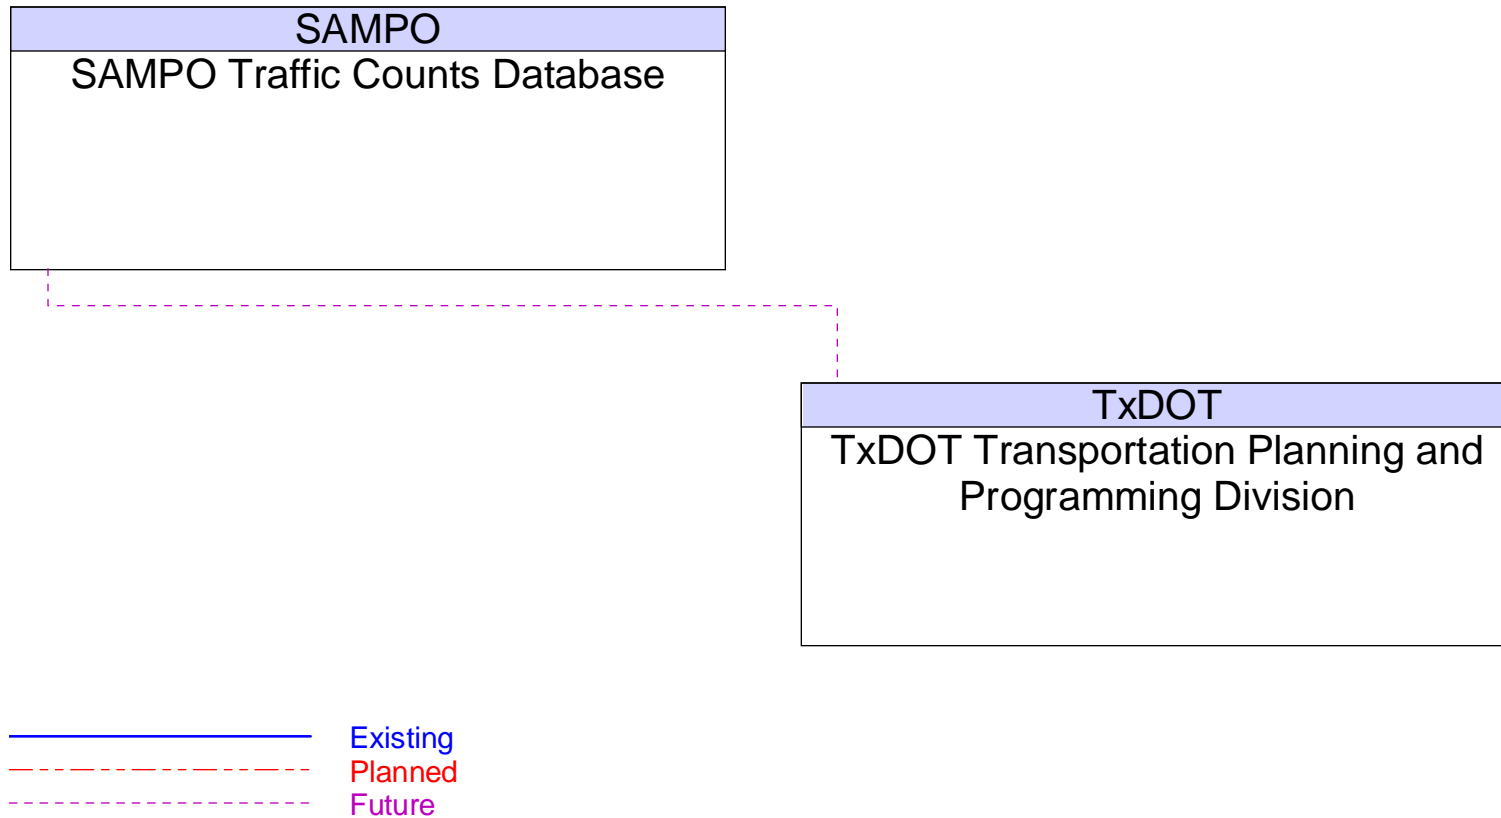 SAMPO
SAMPO Traffic Counts Database
TxDOT
TxDOT Transportation Planning and
Programming Division
Existing
Planned
Future